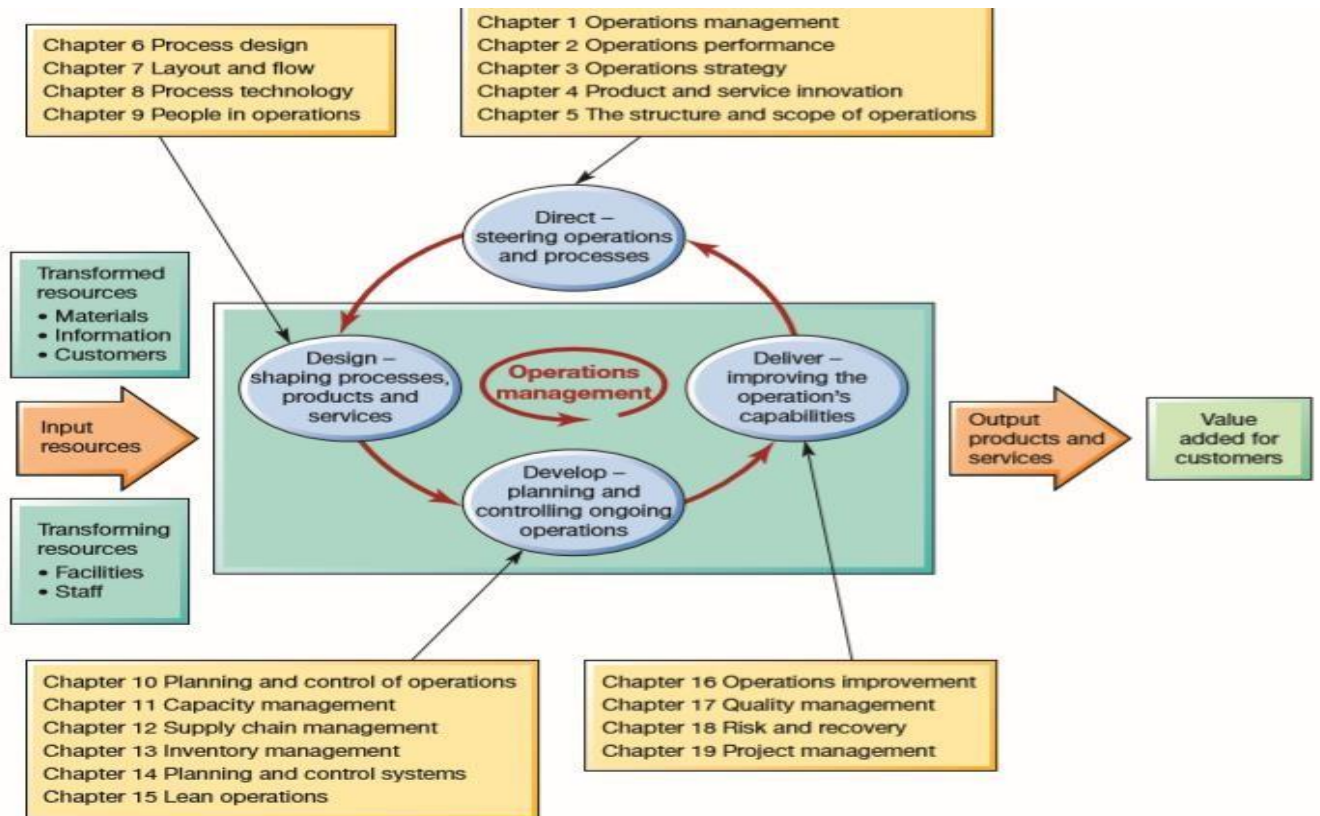 Chapter 6 Process design
Chapter 7 Layout and flow
Chapter 8 Process technology
Chapter 9 People in operations
Chapter 1 Operations management
Chapter 2 Operations performance
Chapter 3 Operations strategy
Chapter 4 Product and service innovation
Chapter 5 The structure and scope of operations
Direct –
steering operations
and processes
Transformed
resources
• Materials
• Information
• Customers
Design –
shaping processes,
products and
services
Operations
management
Deliver –
improving the
operation's
capabilities
Input
resources
Output
products and
services
Value
added for
customers
Develop –
planning and
controlling ongoing
operations
Transforming
resources
• Facilities
• Staff
Chapter 10 Planning and control of operations
Chapter 11 Capacity management
Chapter 12 Supply chain management
Chapter 13 Inventory management
Chapter 14 Planning and control systems
Chapter 15 Lean operations
Chapter 16 Operations improvement
Chapter 17 Quality management
Chapter 18 Risk and recovery
Chapter 19 Project management